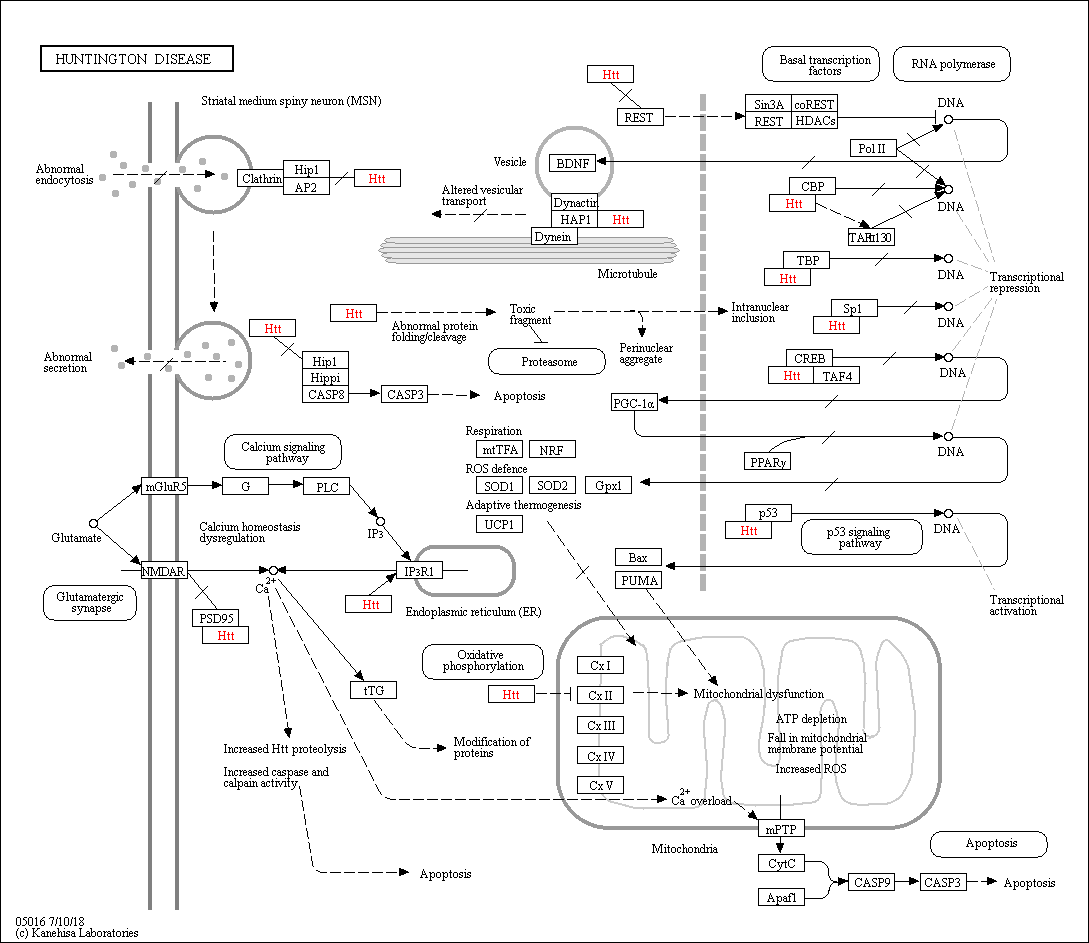 HUNTINGTON DISEASE
Striatal medium spiny neuron (MSN)
Htt
REST
Basal transcription
factors
RNA polymerase
Sin3A
coREST
REST
HDACs
DNA
Pol II
Abnormal
endocytosis
Clathrin
Hip1
AP2
Htt
Vesicle
BDNF
Altered vesicular
transport
Dynactin
HAP1
Htt
Dynein
Microtubule
CBP
Htt
DNA
TBP
Htt
DNA
Transcriptional
repression
Sp1
Htt
DNA
Htt
Abnormal protein
folding/cleavage
Toxic
fragment
Intranuclear
inclusion
Perinuclear
aggregate
Proteasome
Abnormal
secretion
Htt
Hip1
Hippi
CASP8
CASP3
Apoptosis
CREB
Htt
TAF4
DNA
PGC-1α
PPARγ
DNA
Respiration
mtTFA
NRF
ROS defence
SOD1
SOD2
Gpx1
Adaptive thermogenesis
UCP1
Calcium signaling
pathway
mGluR5
G
PLC
IP3
Glutamate
Calcium homeostasis
dysregulation
NMDAR
Ca2+
IP3R1
Htt
Endoplasmic reticulum (ER)
Glutamatergic
synapse
PSD95
Htt
p53
Htt
p53 signaling
pathway
DNA
Bax
PUMA
Transcriptional
activation
Oxidative
phosphorylation
Htt
Cx I
Cx II
Cx III
Cx IV
Cx V
Mitochondrial dysfunction
ATP depletion
Fall in mitochondrial
membrane potential
Increased ROS
tTG
Modification of
proteins
Increased Htt proteolysis
Increased caspase and
calpain activity
Apoptosis
Ca2+ overload
mPTP
Mitochondria
CytC
Apaf1
CASP9
CASP3
Apoptosis
Apoptosis
05016 7/10/18
(c) Kanehisa Laboratories